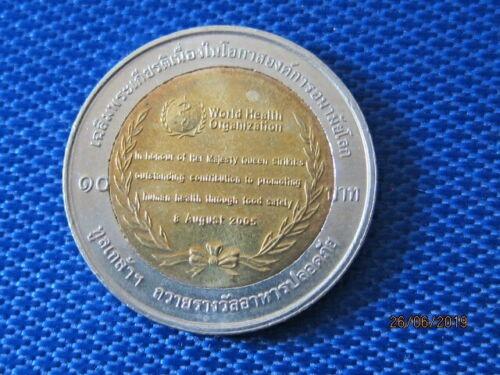 เฉลิมพระเกียรติเนื่องในโอกาสองค์การอนามัยโลก
World Health
Organization
In honour of Her Majesty Queen Sirikit's
outstanding contribution to promoting
human health through food safety
8 August 2005
๑๐
บาท
ทูลเกล้าฯ ถวายรางวัลอาหารปลอดภัย
26/06/2019